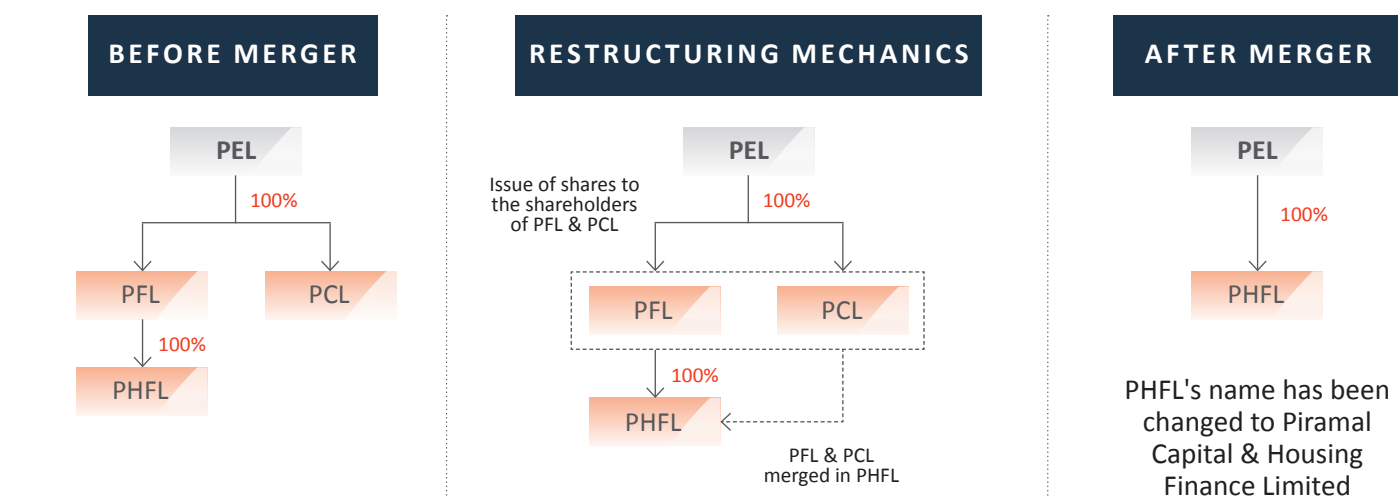 BEFORE MERGER
PEL
100%
PFL
PCL
100%
PHFL
RESTRUCTURING MECHANICS
PEL
Issue of shares to
the shareholders
of PFL & PCL
100%
PFL
PCL
100%
PHFL
PFL & PCL
merged in PHFL
AFTER MERGER
PEL
100%
PHFL
PHFL's name has been
changed to Piramal
Capital & Housing
Finance Limited